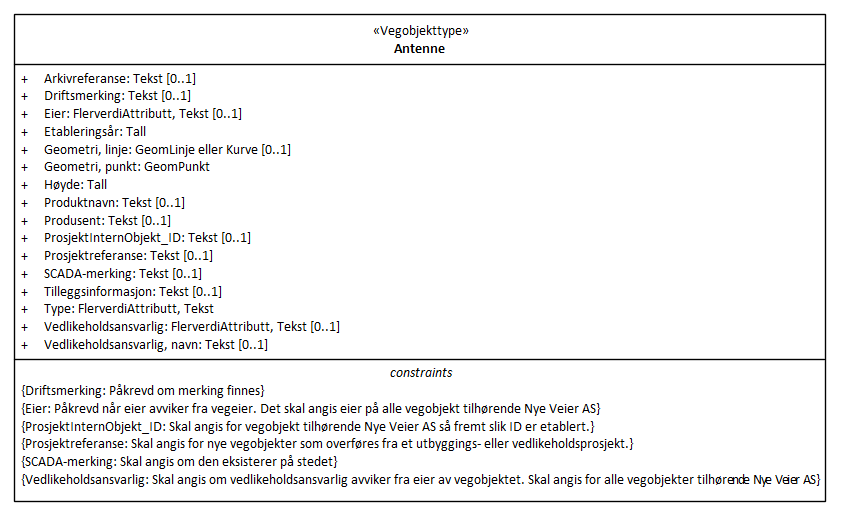 «Vegobjekttype»
Antenne
+ Arkivreferanse: Tekst [0..1]
+ Driftsmerking: Tekst [0..1]
+ Eier: FlerverdiAttributt, Tekst [0..1]
+ Etableringsår: Tall
+ Geometri, linje: GeomLinje eller Kurve [0..1]
+ Geometri, punkt: GeomPunkt
+ Høyde: Tall
+ Produktnavn: Tekst [0..1]
+ Produsent: Tekst [0..1]
+ ProsjektInternObjekt_ID: Tekst [0..1]
+ Prosjektreferanse: Tekst [0..1]
+ SCADA-merking: Tekst [0..1]
+ Tilleggsinformasjon: Tekst [0..1]
+ Type: FlerverdiAttributt, Tekst
+ Vedlikeholdsansvarlig: FlerverdiAttributt, Tekst [0..1]
+ Vedlikeholdsansvarlig, navn: Tekst [0..1]
constraints
{Driftsmerking: Påkrevd om merking finnes}
{Eier: Påkrevd når eier avviker fra vegeier. Det skal angis eier på alle vegobjekt tilhørende Nye Veier AS}
{ProsjektInternObjekt_ID: Skal angis for vegobjekt tilhørende Nye Veier AS så fremt slik ID er etablert.}
{Prosjektreferanse: Skal angis for nye vegobjekter som overføres fra et utbyggings- eller vedlikeholdsprosjekt.}
{SCADA-merking: Skal angis om den eksisterer på stedet}
{Vedlikeholdsansvarlig: Skal angis om vedlikeholdsansvarlig avviker fra eier av vegobjektet. Skal angis for alle vegobjekter tilhørende Nye Veier AS}